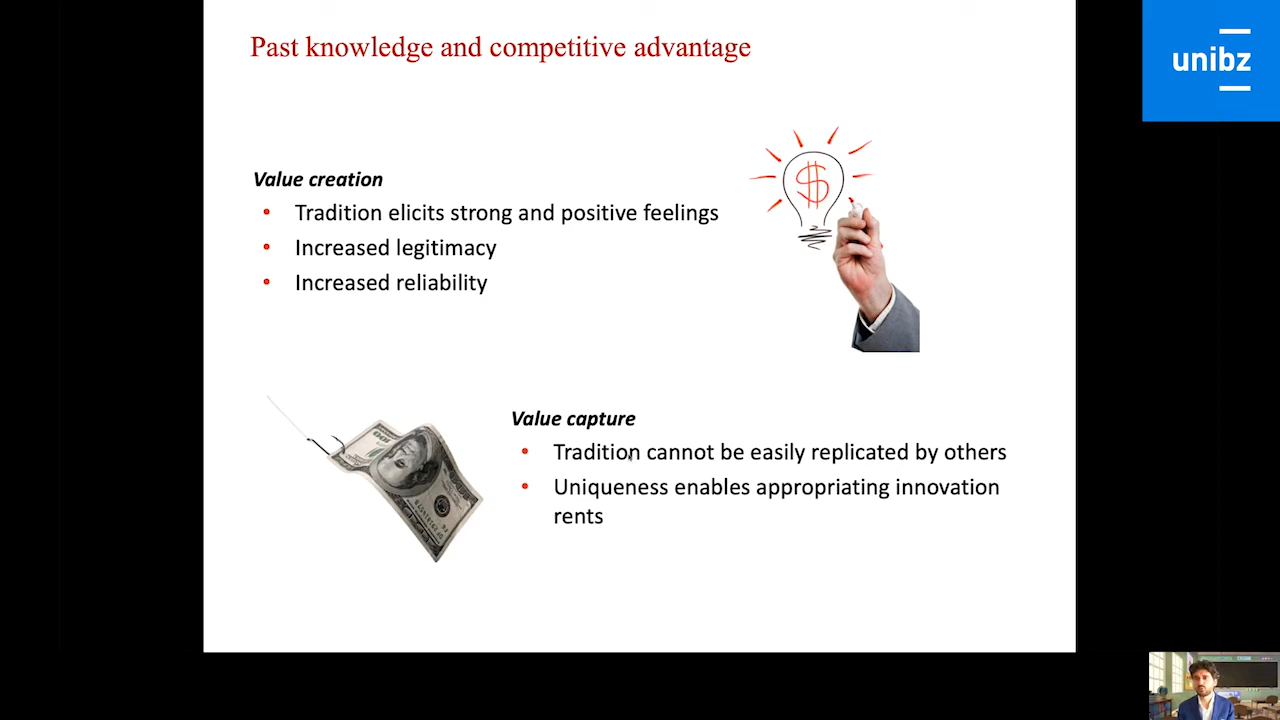 Past knowledge and competitive advantage
unibz
Value creation
• Tradition elicits strong and positive feelings
• Increased legitimacy
• Increased reliability
$
Value capture
• Tradition cannot be easily replicated by others
• Uniqueness enables appropriating innovation
rents
100